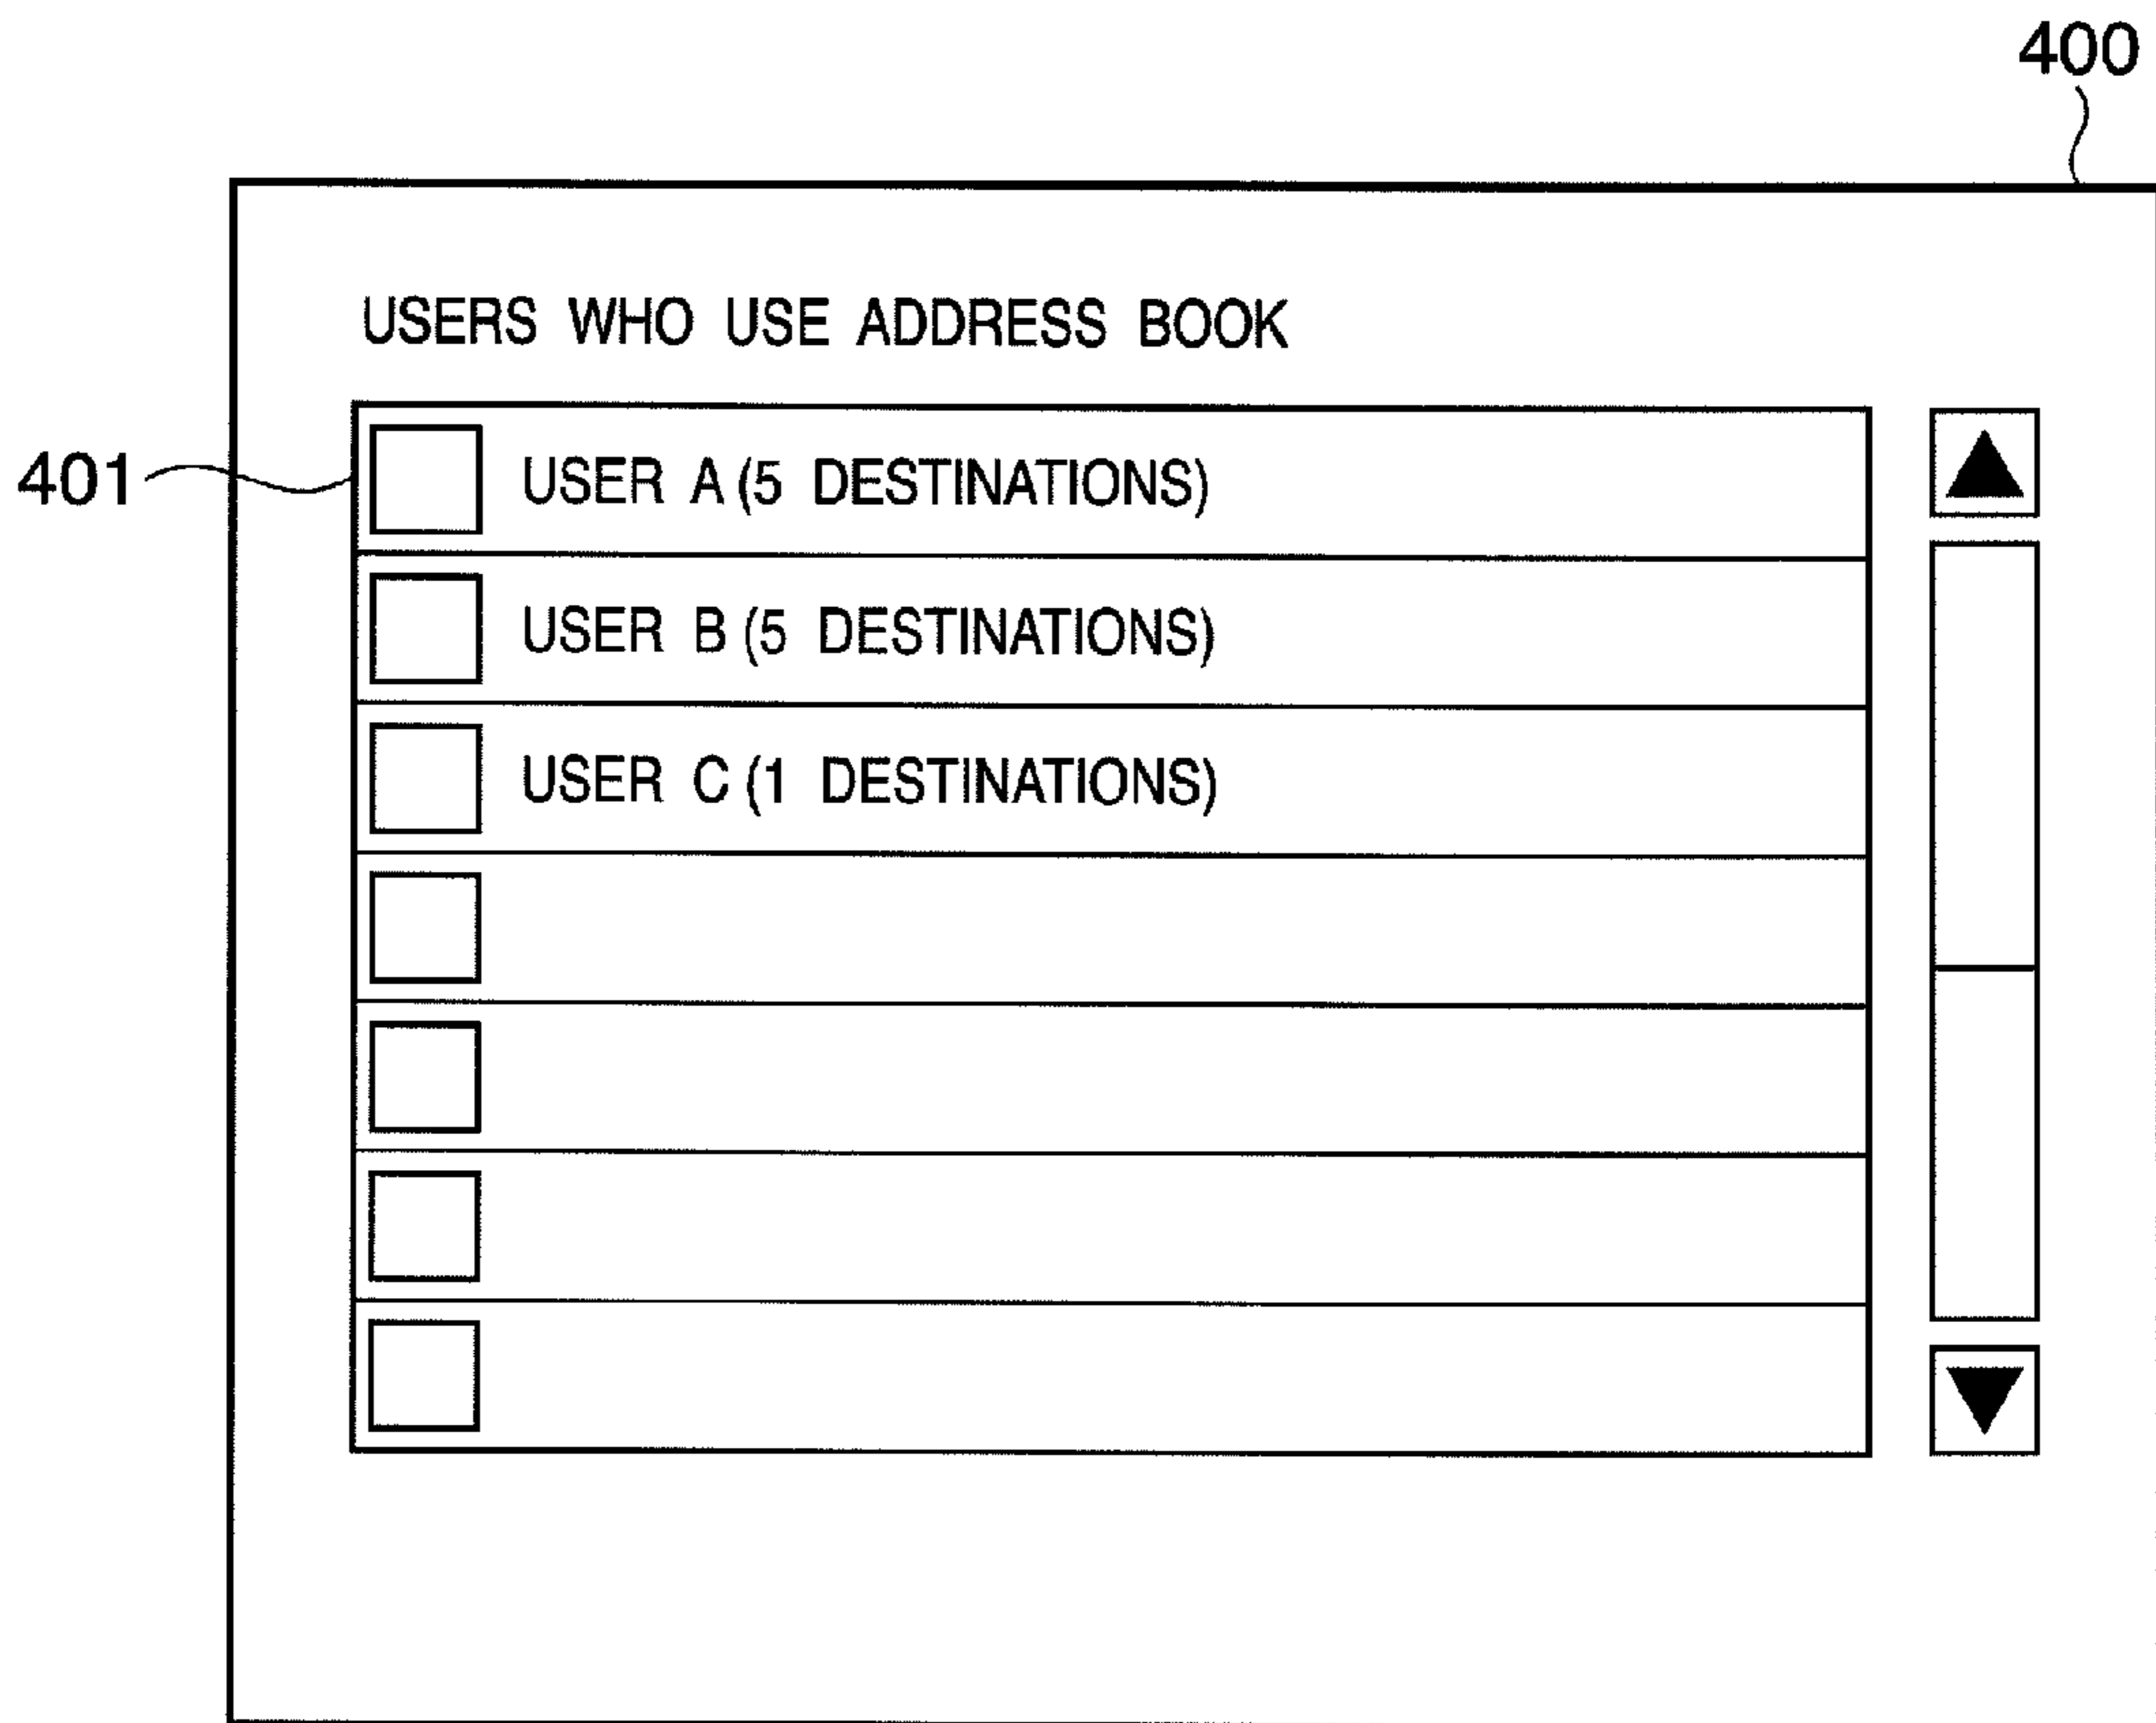 400
USERS WHO USE ADDRESS BOOK
401
USER A (5 DESTINATIONS)
USER B (5 DESTINATIONS)
USER C (1 DESTINATIONS)